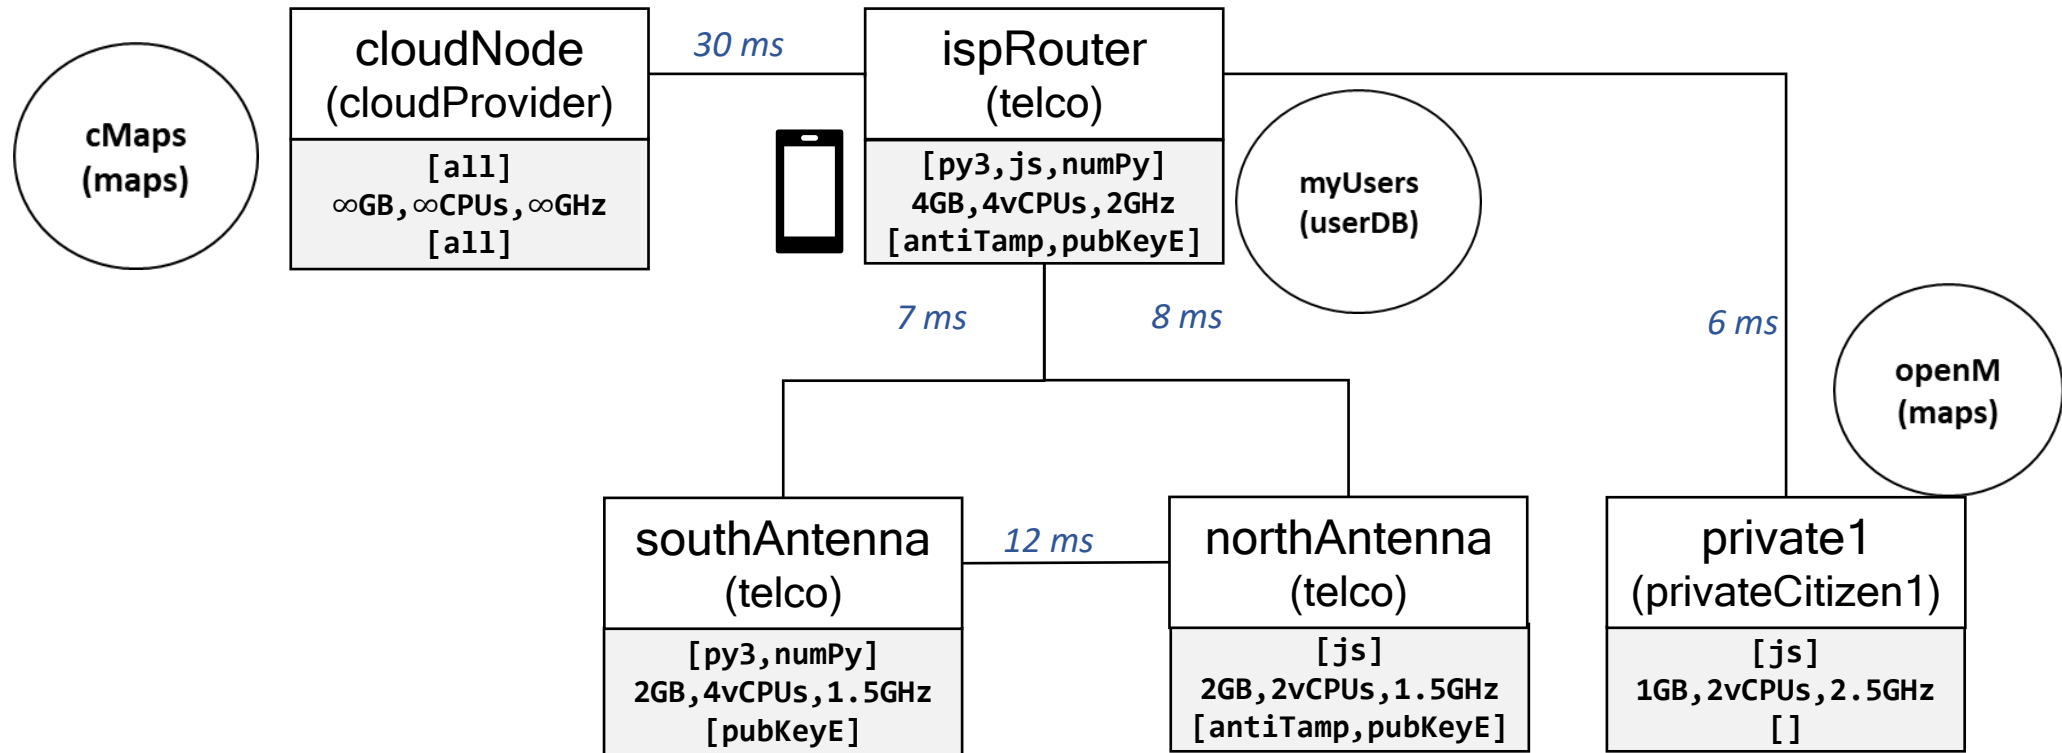 cMaps
(maps)
cloudNode
(cloudProvider)
[all]
∞GB,∞CPUs,∞GHz
[all]
30 ms
ispRouter
(telco)
[py3,js,numPy]
4GB,4vCPUs,2GHz
[antiTamp,pubKeyE]
myUsers
(userDB)
7 ms
8 ms
6 ms
openM
(maps)
southAntenna
(telco)
[py3,numPy]
2GB,4vCPUs,1.5GHz
[pubKeyE]
12 ms
northAntenna
(telco)
[js]
2GB,2vCPUs,1.5GHz
[antiTamp,pubKeyE]
private1
(privateCitizen1)
[js]
1GB,2vCPUs,2.5GHz
[]